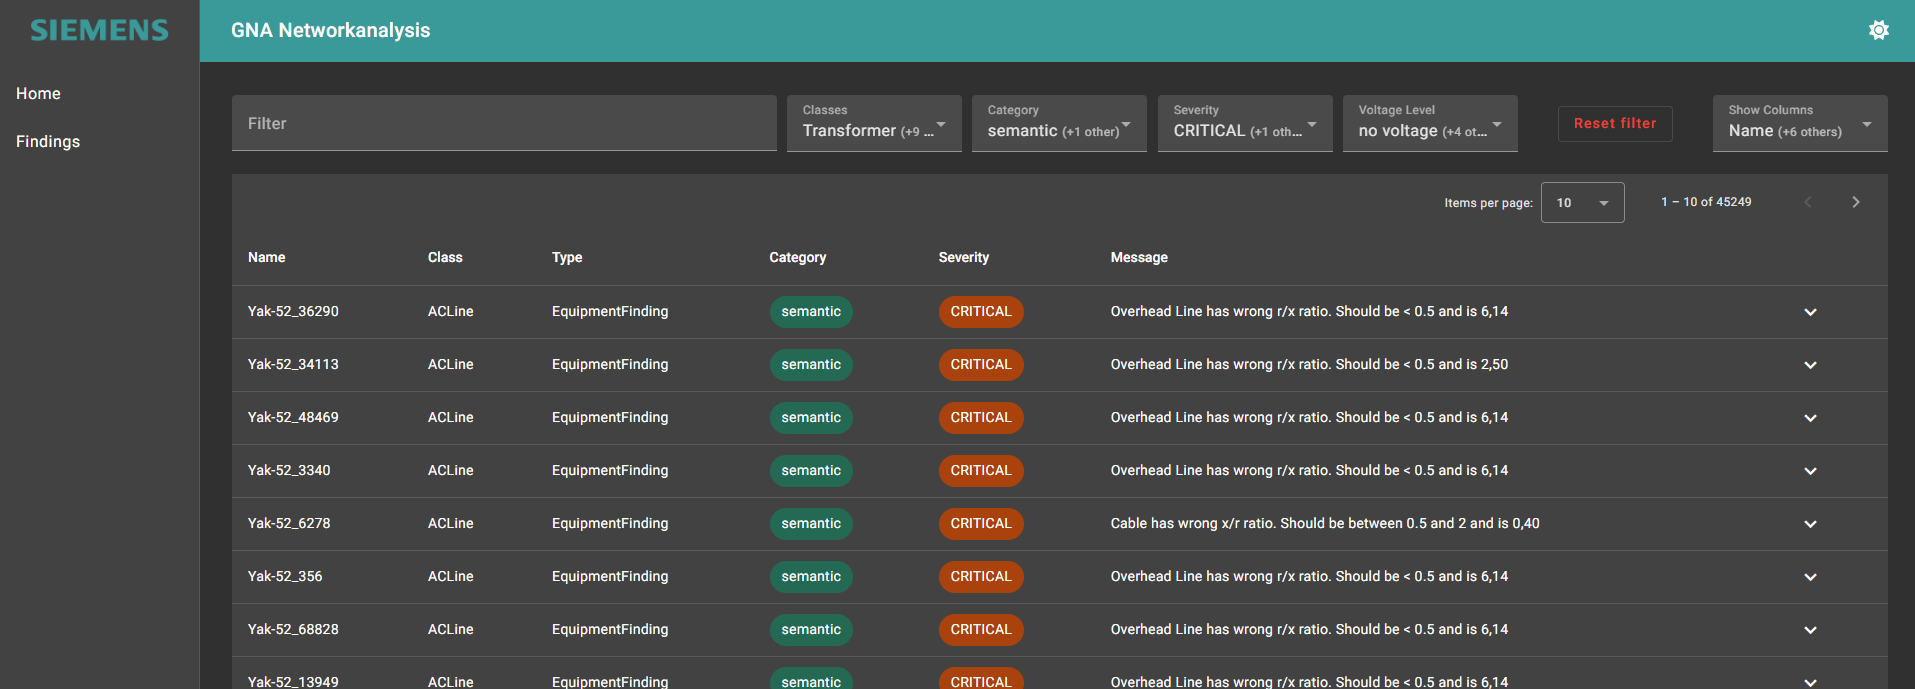 SIEMENS
GNA Networkanalysis
Home
Findings
Filter
Classes
Transformer (+9 ...
Category
semantic (+1 other)
Severity
CRITICAL (+1 oth...
Voltage Level
no voltage (+4 ot...
Reset filter
Show Columns
Name (+6 others)
Items per page: 10 1 – 10 of 45249
Name Class Type Category Severity Message
Yak-52_36290 ACLine EquipmentFinding semantic CRITICAL Overhead Line has wrong r/x ratio. Should be < 0.5 and is 6,14
Yak-52_34113 ACLine EquipmentFinding semantic CRITICAL Overhead Line has wrong r/x ratio. Should be < 0.5 and is 2,50
Yak-52_48469 ACLine EquipmentFinding semantic CRITICAL Overhead Line has wrong r/x ratio. Should be < 0.5 and is 6,14
Yak-52_3340 ACLine EquipmentFinding semantic CRITICAL Overhead Line has wrong r/x ratio. Should be < 0.5 and is 6,14
Yak-52_6278 ACLine EquipmentFinding semantic CRITICAL Cable has wrong x/r ratio. Should be between 0.5 and 2 and is 0,40
Yak-52_356 ACLine EquipmentFinding semantic CRITICAL Overhead Line has wrong r/x ratio. Should be < 0.5 and is 6,14
Yak-52_68828 ACLine EquipmentFinding semantic CRITICAL Overhead Line has wrong r/x ratio. Should be < 0.5 and is 6,14
Yak-52_13949 ACLine EquipmentFinding semantic CRITICAL Overhead Line has wrong r/x ratio. Should be < 0.5 and is 6,14